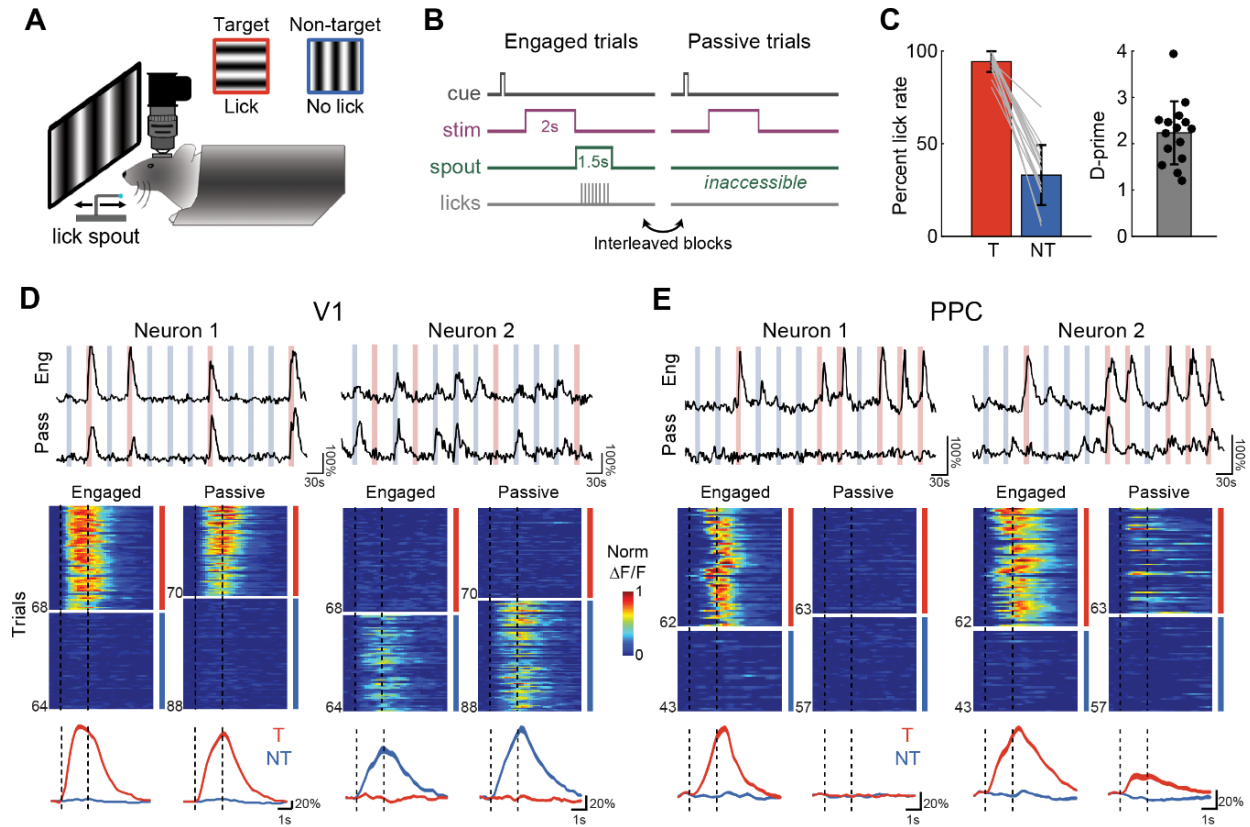 A
Target
Non-target
Lick
No lick
lick spout
B
Engaged trials
Passive trials
cue
stim
2s
spout
1.5s
inaccessible
licks
Interleaved blocks
C
Percent lick rate
100
50
0
T
NT
D-prime
4
3
2
1
0
D
V1
Neuron 1
Neuron 2
Eng
Pass
100%
30s
100%
30s
Engaged
Passive
Engaged
Passive
Trials
68
70
68
70
64
88
64
88
Norm
ΔF/F
1
0
T
NT
20%
1s
20%
1s
E
PPC
Neuron 1
Neuron 2
Eng
Pass
100%
30s
100%
30s
Engaged
Passive
Engaged
Passive
62
63
62
63
43
57
43
57
T
NT
20%
1s
20%
1s